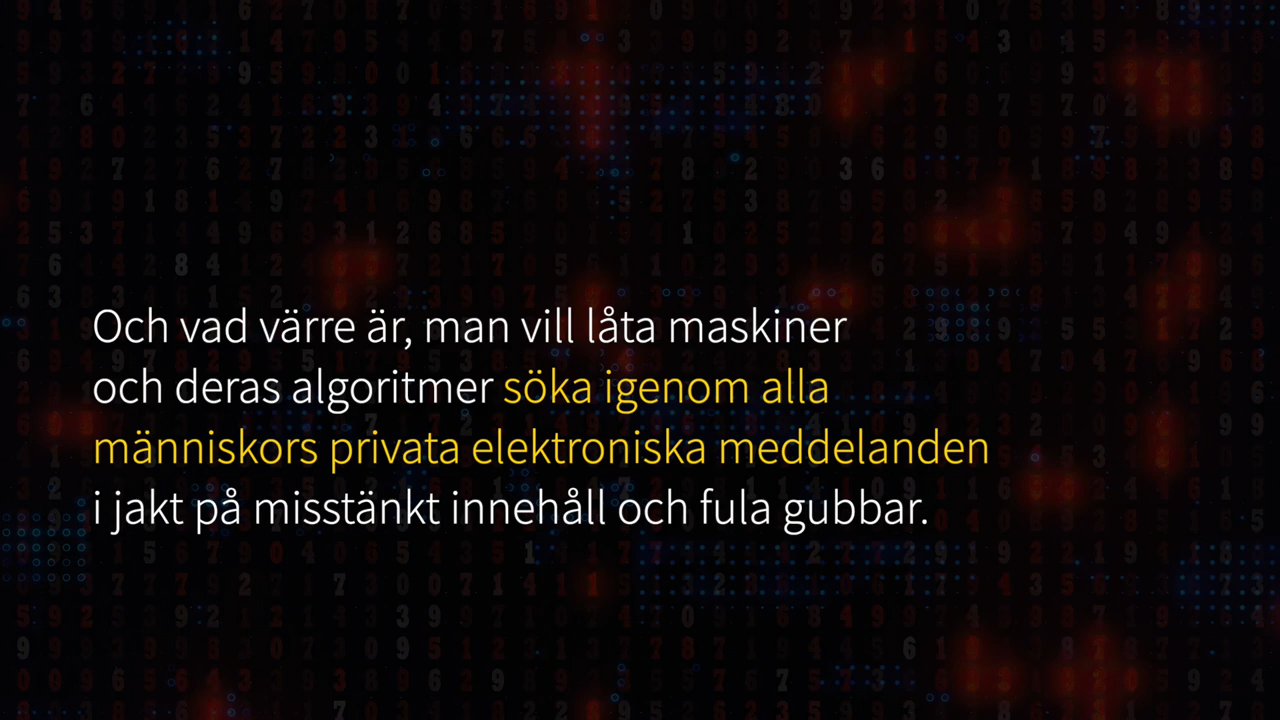 Och vad värre är, man vill låta maskiner
och deras algoritmer söka igenom alla
människors privata elektroniska meddelanden
i jakt på misstänkt innehåll och fula gubbar.